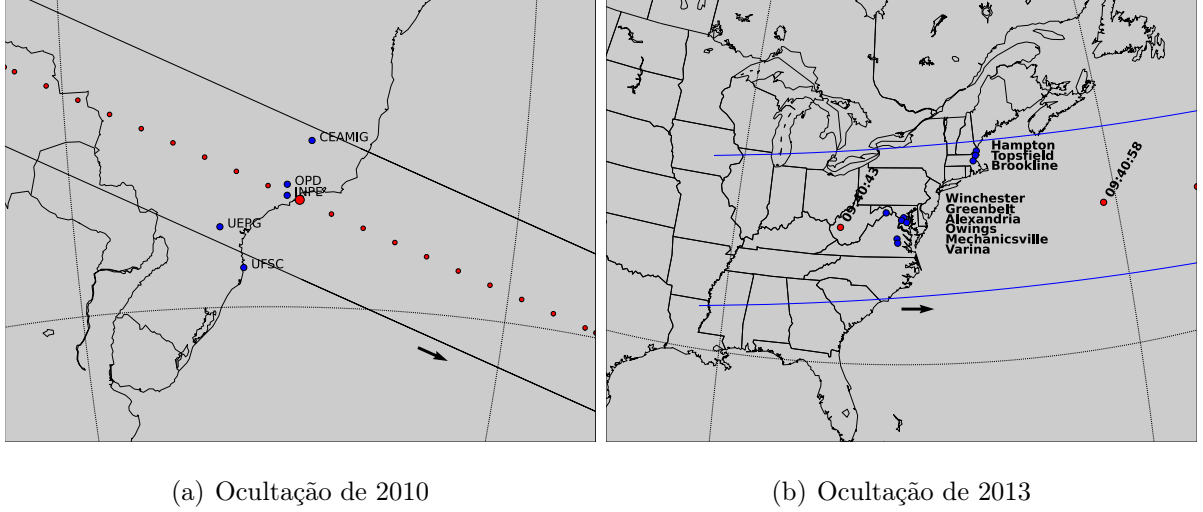 CEAMIG
OPD
INPE
UEPG
UFSC
09:40:43
09:40:58
Hampton
Topsfield
Brookline
Winchester
Greenbelt
Alexandria
Owings
Mechanicsville
Varina
(a) Ocultação de 2010
(b) Ocultação de 2013